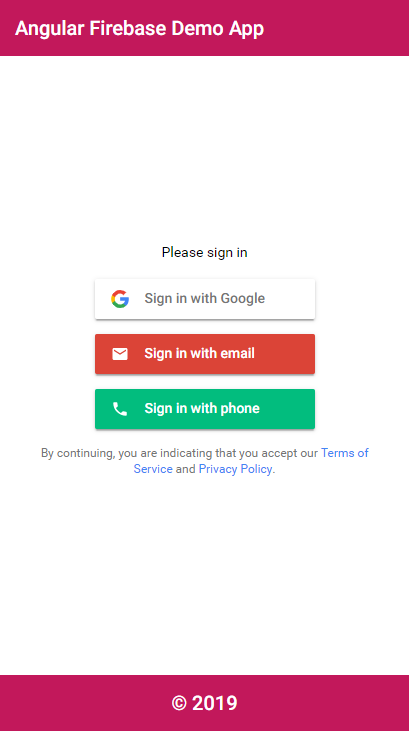 Angular Firebase Demo App
Please sign in
Sign in with Google
Sign in with email
Sign in with phone
By continuing, you are indicating that you accept our Terms of
Service and Privacy Policy.
© 2019